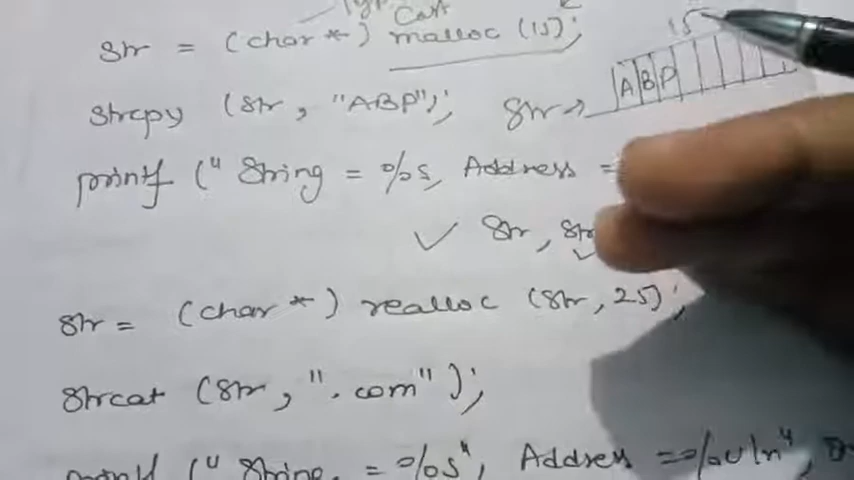 Cast
str = (char *) malloc (15);
15
strcpy (str, "ABP"); str → A B P
printf (" String = %s, Address =
✓ str, str
str = (char *) realloc (str, 25);
strcat (str, ".com");
printf (" String = %s", Address = %u\n",